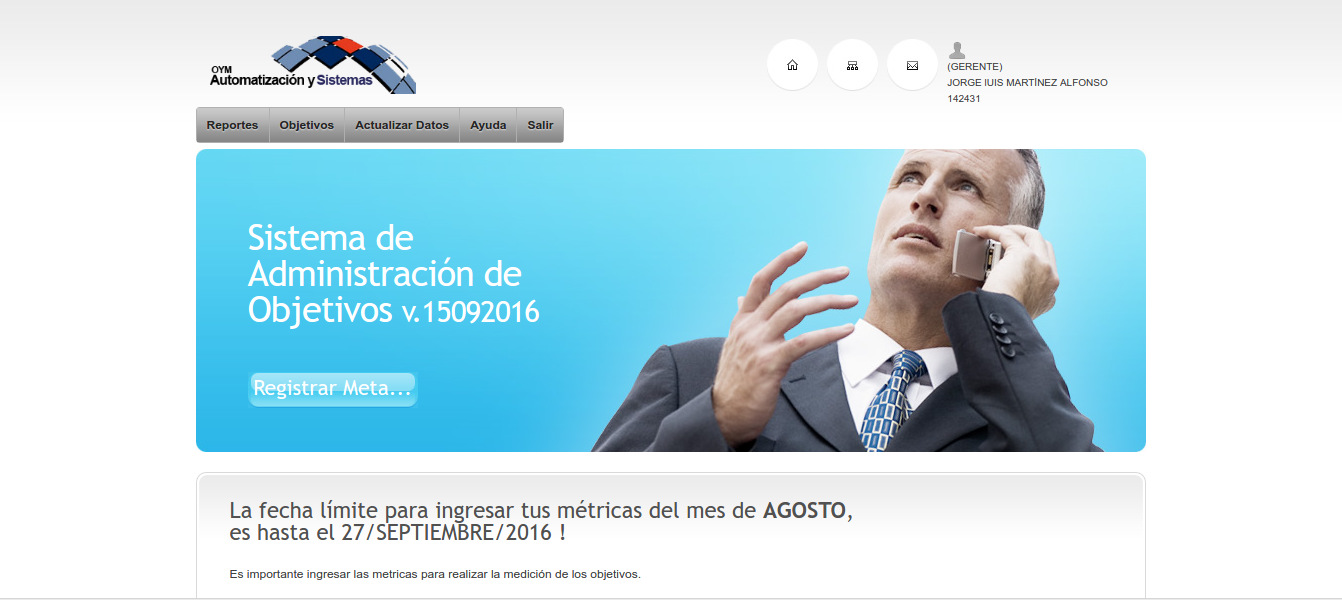 OYM
Automatización y Sistemas
(GERENTE)
JORGE lUIS MARTÍNEZ ALFONSO
142431
Reportes Objetivos Actualizar Datos Ayuda Salir
Sistema de
Administración de
Objetivos v.15092016
Registrar Meta...
La fecha límite para ingresar tus métricas del mes de AGOSTO,
es hasta el 27/SEPTIEMBRE/2016 !
Es importante ingresar las metricas para realizar la medición de los objetivos.